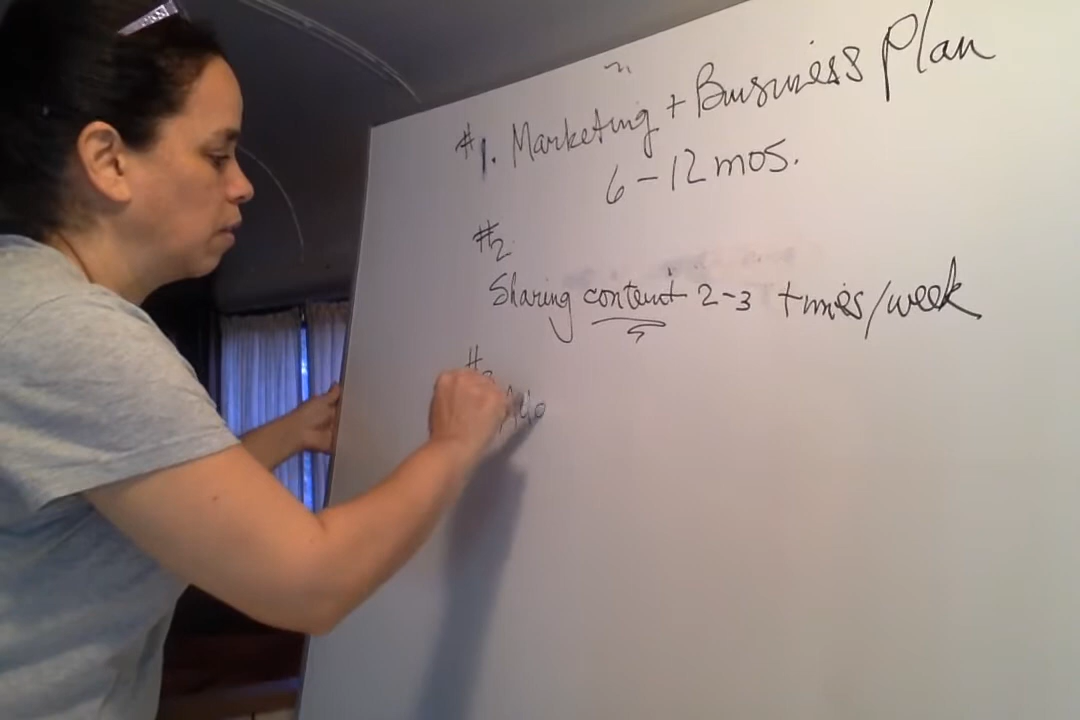 #1. Marketing + Business Plan
6-12 mos.
#2.
Sharing content 2-3 times/week
#